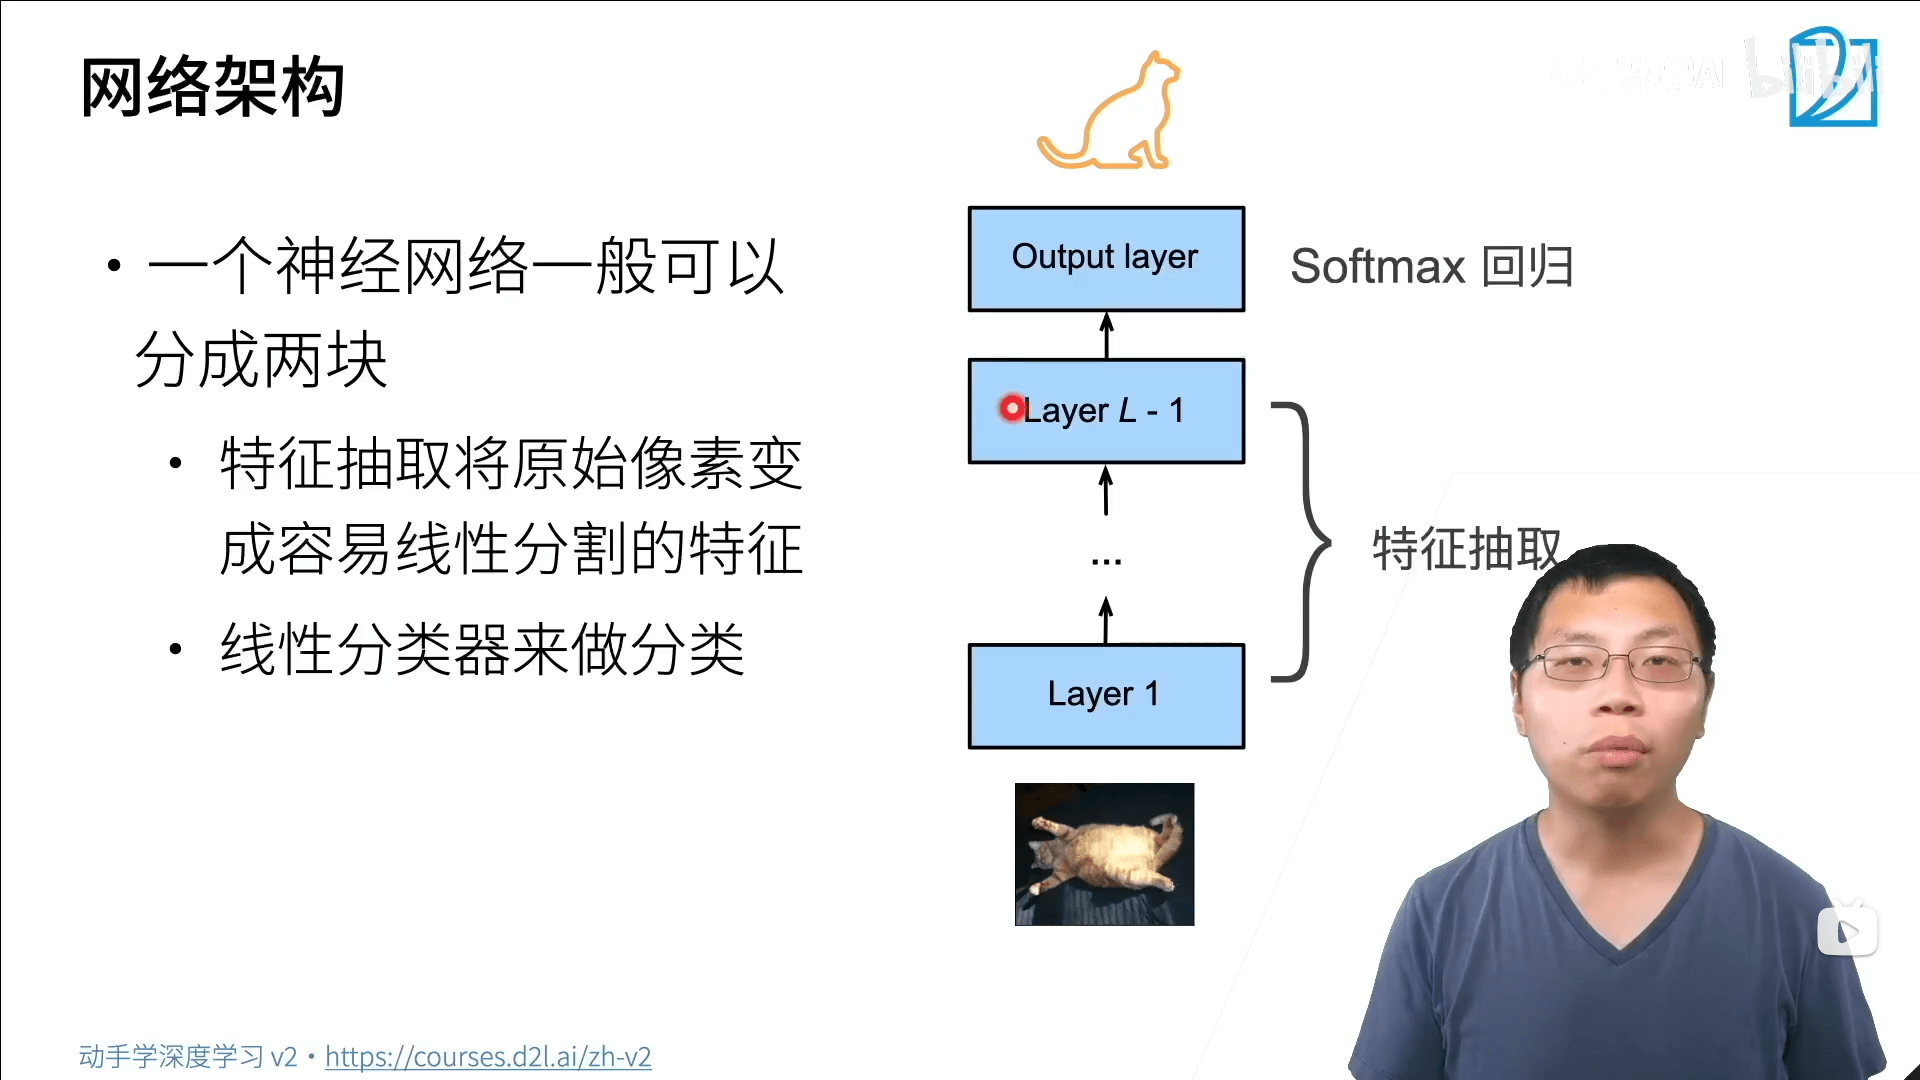 网络架构
• 一个神经网络一般可以
分成两块
• 特征抽取将原始像素变
成容易线性分割的特征
• 线性分类器来做分类
Output layer
Softmax 回归
Layer L - 1
...
特征抽取
Layer 1
动手学深度学习 v2 • https://courses.d2l.ai/zh-v2
bilibili